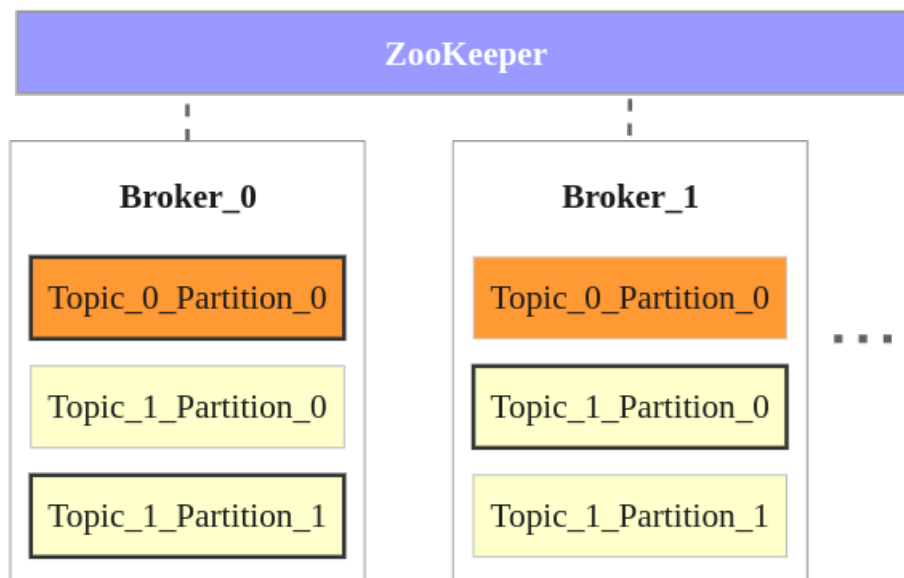 ZooKeeper
Broker_0
Topic_0_Partition_0
Topic_1_Partition_0
Topic_1_Partition_1
Broker_1
Topic_0_Partition_0
Topic_1_Partition_0
Topic_1_Partition_1